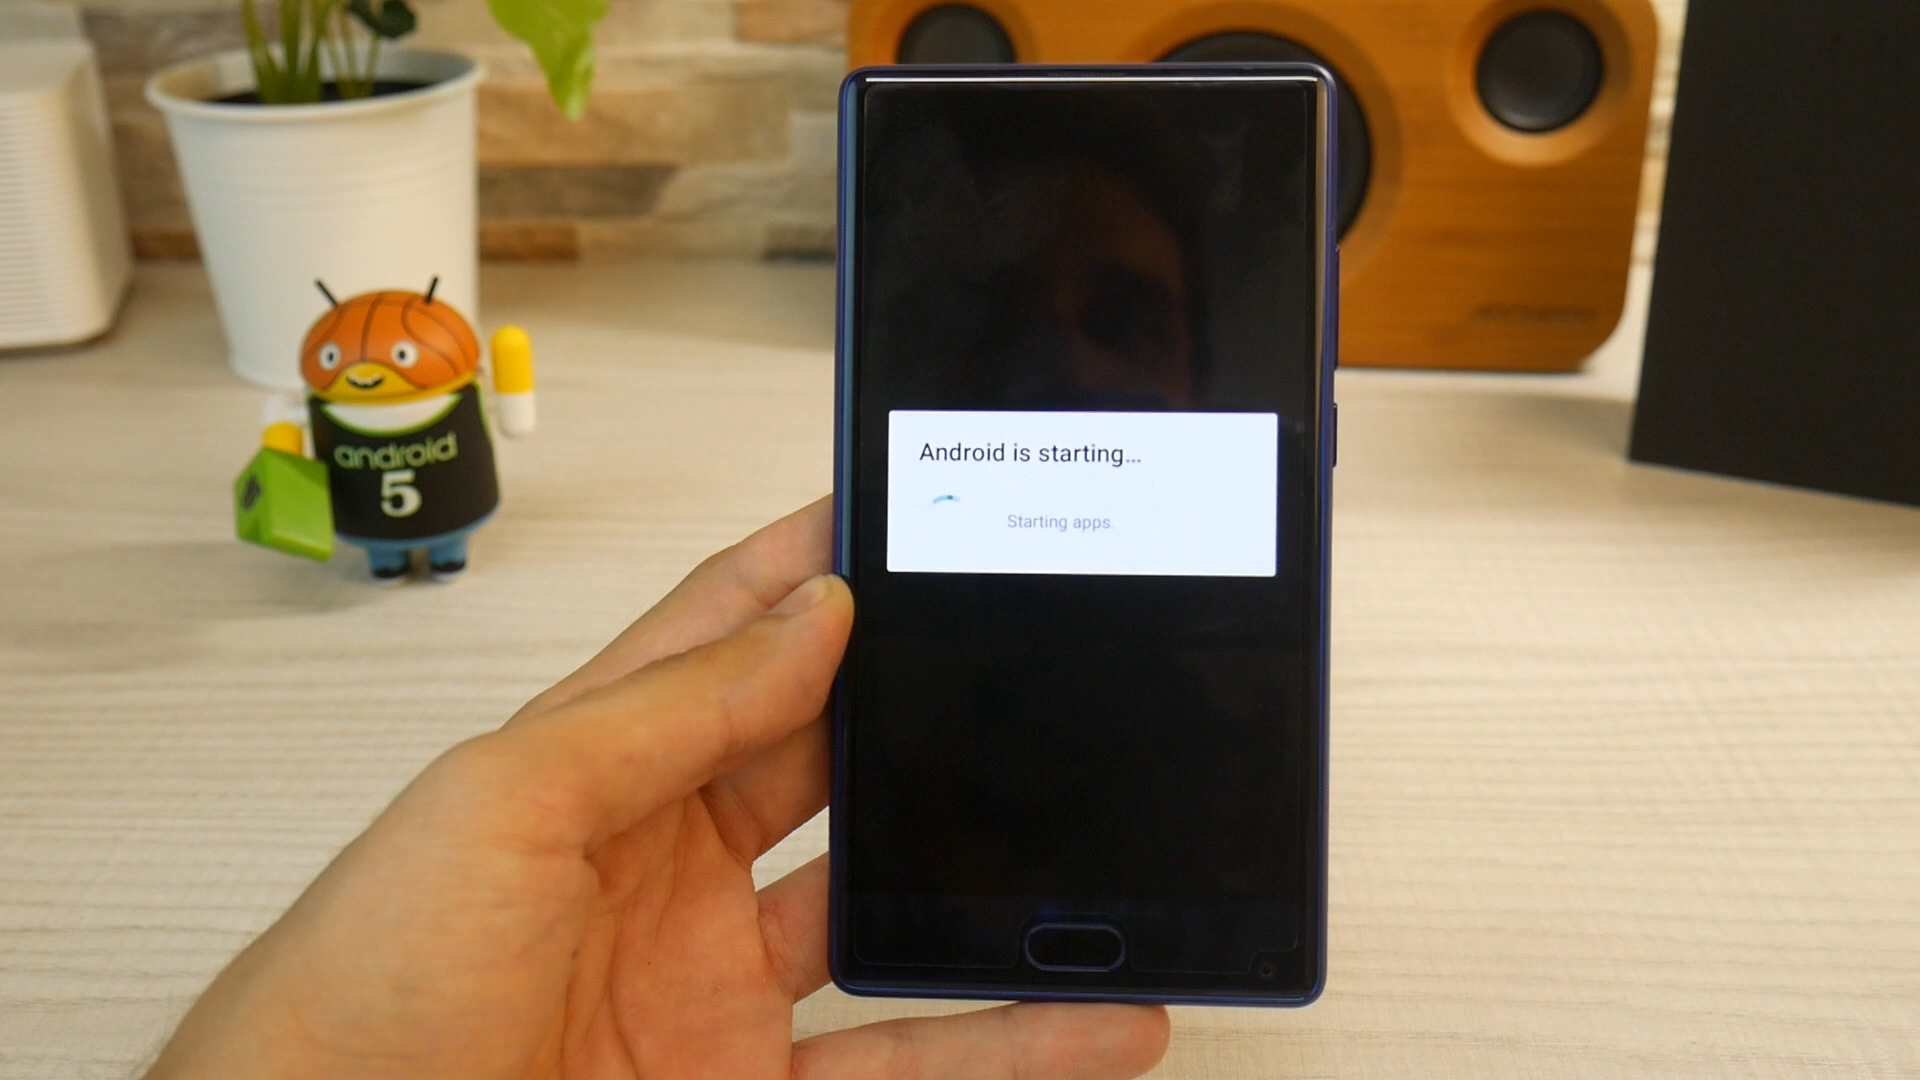 android
5
Android is starting...
Starting apps.